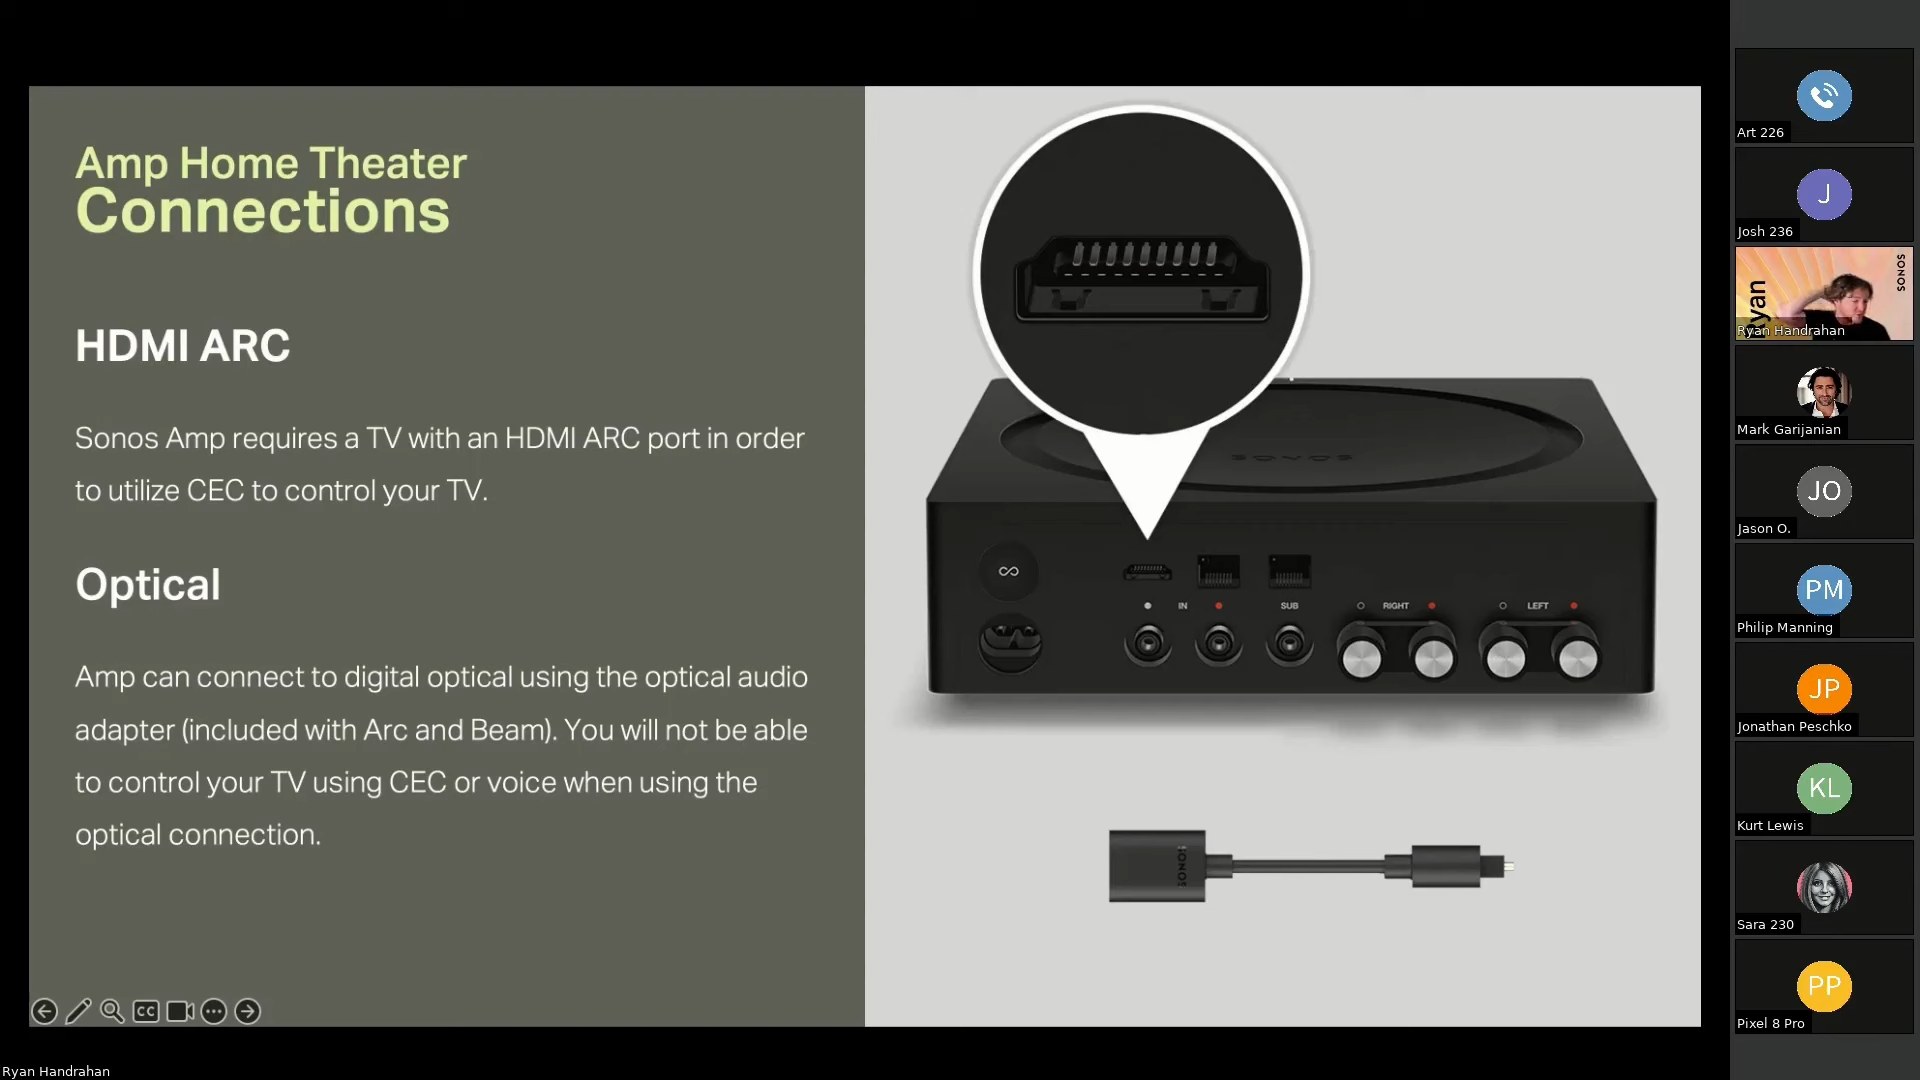 Amp Home Theater
Connections
HDMI ARC
Sonos Amp requires a TV with an HDMI ARC port in order
to utilize CEC to control your TV.
Optical
Amp can connect to digital optical using the optical audio
adapter (included with Arc and Beam). You will not be able
to control your TV using CEC or voice when using the
optical connection.
SONOS
IN
SUB
RIGHT
LEFT
SONOS
CC
Ryan Handrahan
Art 226
J
Josh 236
Ryan
SONOS
Ryan Handrahan
Mark Garijanian
JO
Jason O.
PM
Philip Manning
JP
Jonathan Peschko
KL
Kurt Lewis
Sara 230
PP
Pixel 8 Pro